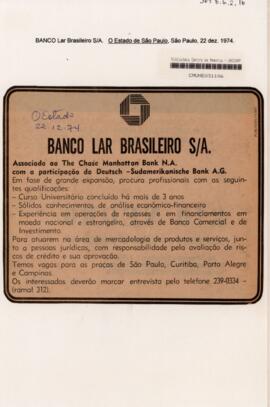 BANCO Lar Brasileiro S/A. O Estado de São Paulo, São Paulo, 22 dez. 1974.
O Estado
22.12.74
BANCO LAR BRASILEIRO S/A.
Associado ao The Chase Manhattan Bank N.A.
com a participação do Deutsch -Sudamerikanische Bank A.G.
Em fase de grande expansão, procura profissionais com as seguin-
tes qualificações:
- Curso Universitário concluído há mais de 3 anos
- Sólidos conhecimentos de análise econômico-financeiro
- Experiência em operações de repasses e em financiamentos em
moeda nacional e estrangeira, através de Banco Comercial e de
Investimento.
Para atuarem na área de mercadologia de produtos e serviços, jun-
to a pessoas jurídicas, com responsabilidade pela avaliação de ris-
cos de crédito e sua aprovação.
Temos vagas para as praças de São Paulo, Curitiba, Porto Alegre
e Campinas.
Os interessados deverão marcar entrevista pelo telefone 239-0334 -
(ramal 312).